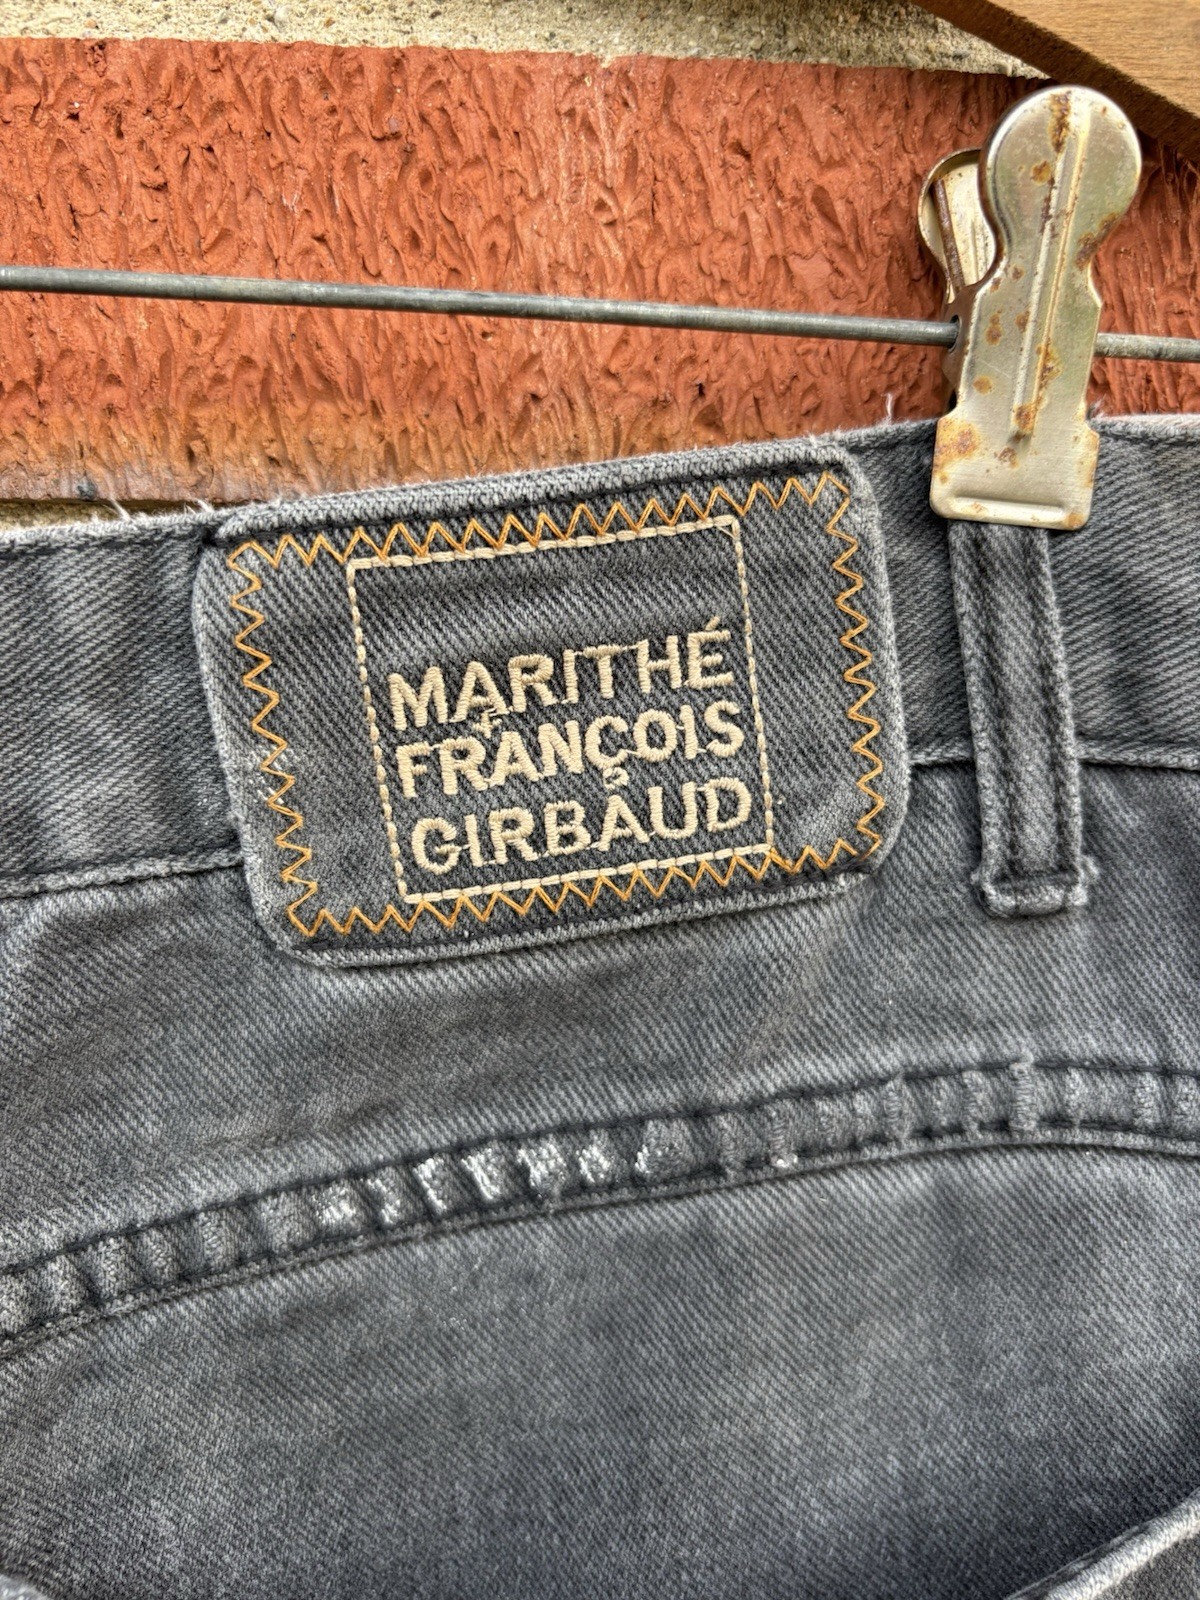 MARITHÉ
+
FRANÇOIS
GIRBAUD